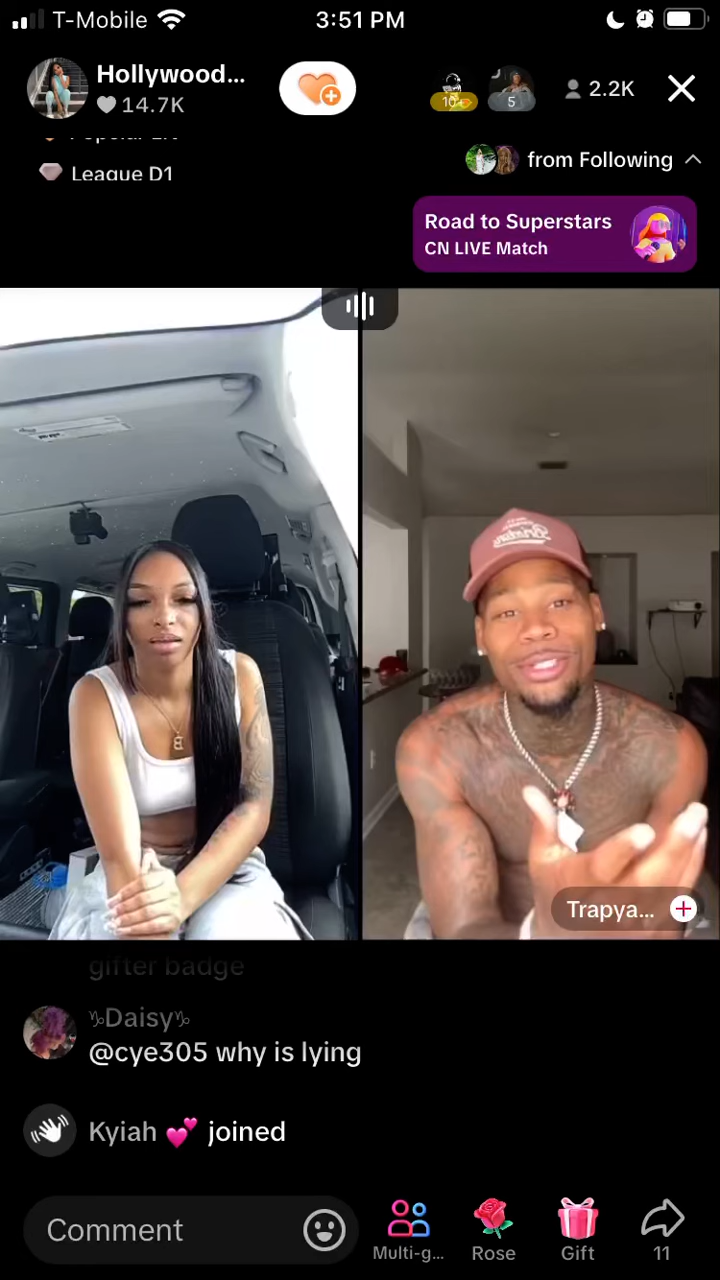 T-Mobile
3:51 PM
Hollywood...
14.7K
10+
5
2.2K
League D1
from Following
Road to Superstars
CN LIVE Match
B
Trapya...
gifter badge
♑Daisy♑
@cye305 why is lying
Kyiah 💕 joined
Comment
Multi-g...
Rose
Gift
11